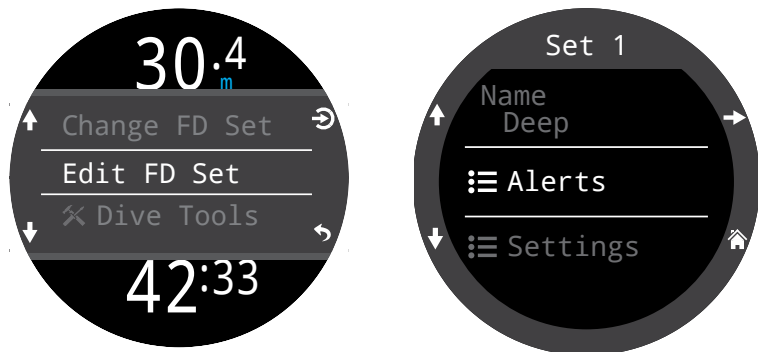 30.4
m
Change FD Set
Edit FD Set
Dive Tools
42:33
Set 1
Name
Deep
Alerts
Settings